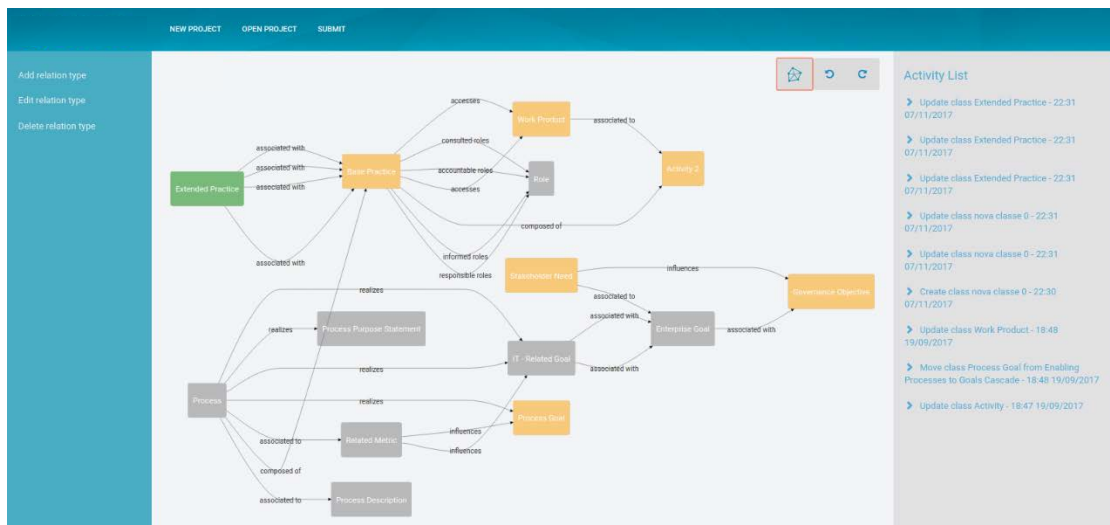 NEW PROJECT OPEN PROJECT SUBMIT
Add relation type
Edit relation type
Delete relation type
accesses
Work Product
associated to
consulted roles
associated with
associated with
associated with
Base Practice
accountable roles
Role
Activity 2
Extended Practice
accesses
composed of
informed roles
associated with
responsible roles
Stakeholder Need
influences
Governance Objective
realizes
associated to
associated with
realizes
Process Purpose Statement
Enterprise Goal
associated with
IT - Related Goal
realizes
associated with
Process
realizes
Process Goal
influences
associated to
Related Metric
influences
composed of
associated to
Process Description
Activity List
Update class Extended Practice - 22:31
07/11/2017
Update class Extended Practice - 22:31
07/11/2017
Update class Extended Practice - 22:31
07/11/2017
Update class nova classe 0 - 22:31
07/11/2017
Update class nova classe 0 - 22:31
07/11/2017
Create class nova classe 0 - 22:30
07/11/2017
Update class Work Product - 18:48
19/09/2017
Move class Process Goal from Enabling
Processes to Goals Cascade - 18:48 19/09/2017
Update class Activity - 18:47 19/09/2017